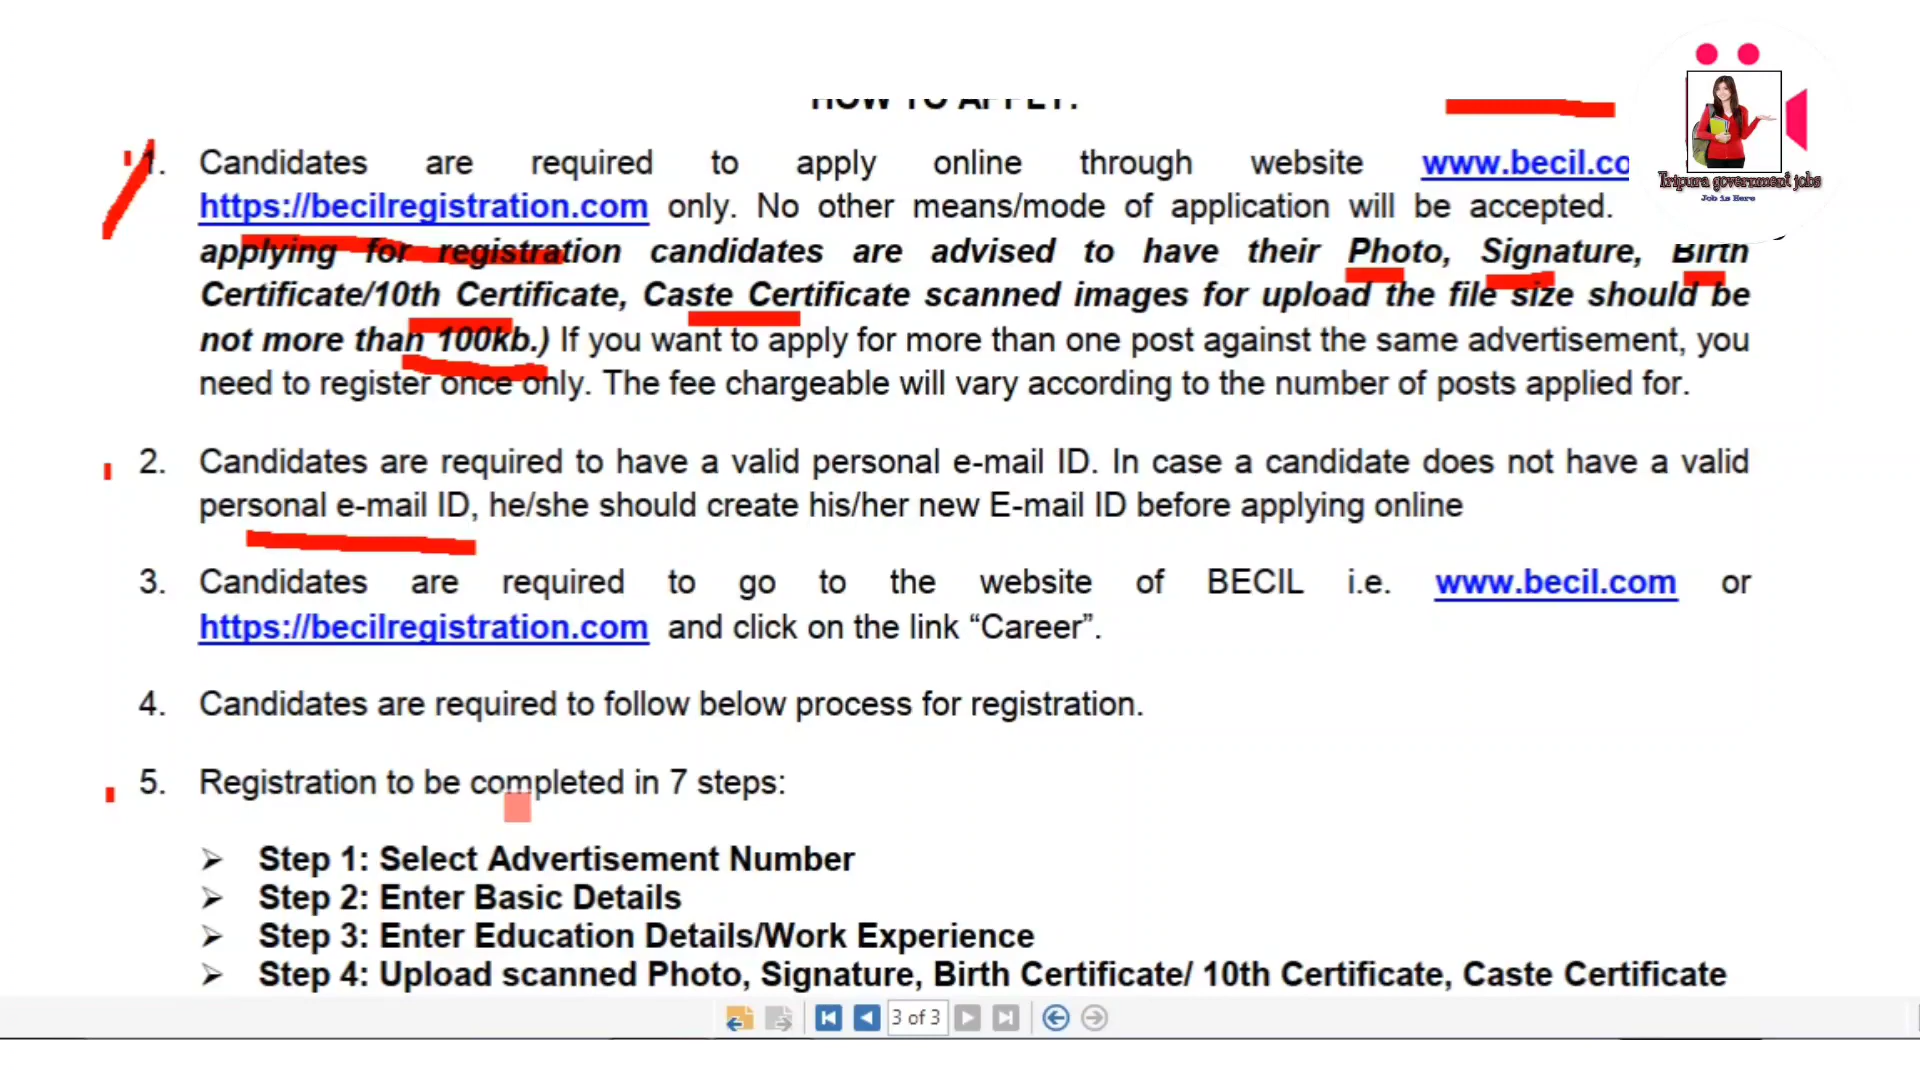 HOW TO APPLY:
1. Candidates are required to apply online through website www.becil.co
https://becilregistration.com only. No other means/mode of application will be accepted.
applying for registration candidates are advised to have their Photo, Signature, Birth
Certificate/10th Certificate, Caste Certificate scanned images for upload the file size should be
not more than 100kb.) If you want to apply for more than one post against the same advertisement, you
need to register once only. The fee chargeable will vary according to the number of posts applied for.
2. Candidates are required to have a valid personal e-mail ID. In case a candidate does not have a valid
personal e-mail ID, he/she should create his/her new E-mail ID before applying online
3. Candidates are required to go to the website of BECIL i.e. www.becil.com or
https://becilregistration.com and click on the link “Career”.
4. Candidates are required to follow below process for registration.
5. Registration to be completed in 7 steps:
➢ Step 1: Select Advertisement Number
➢ Step 2: Enter Basic Details
➢ Step 3: Enter Education Details/Work Experience
➢ Step 4: Upload scanned Photo, Signature, Birth Certificate/ 10th Certificate, Caste Certificate
3 of 3
Tripura government jobs
Job is Here